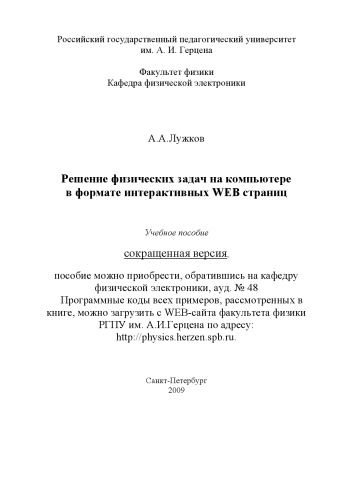 Российский государственный педагогический университет
им. А. И. Герцена
Факультет физики
Кафедра физической электроники
А.А.Лужков
Решение физических задач на компьютере
в формате интерактивных WEB страниц
Учебное пособие
сокращенная версия,
пособие можно приобрести, обратившись на кафедру
физической электроники, ауд. № 48
Программные коды всех примеров, рассмотренных в
книге, можно загрузить с WEB-сайта факультета физики
РГПУ им. А.И.Герцена по адресу:
http://physics.herzen.spb.ru.
Санкт-Петербург
2009